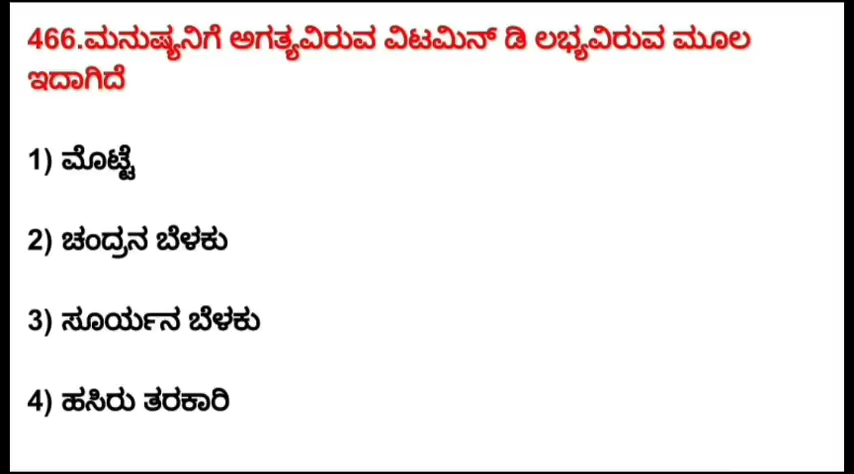 466.ಮನುಷ್ಯನಿಗೆ ಅಗತ್ಯವಿರುವ ವಿಟಮಿನ್ ಡಿ ಲಭ್ಯವಿರುವ ಮೂಲ
ಇದಾಗಿದೆ
1) ಮೊಟ್ಟೆ
2) ಚಂದ್ರನ ಬೆಳಕು
3) ಸೂರ್ಯನ ಬೆಳಕು
4) ಹಸಿರು ತರಕಾರಿ